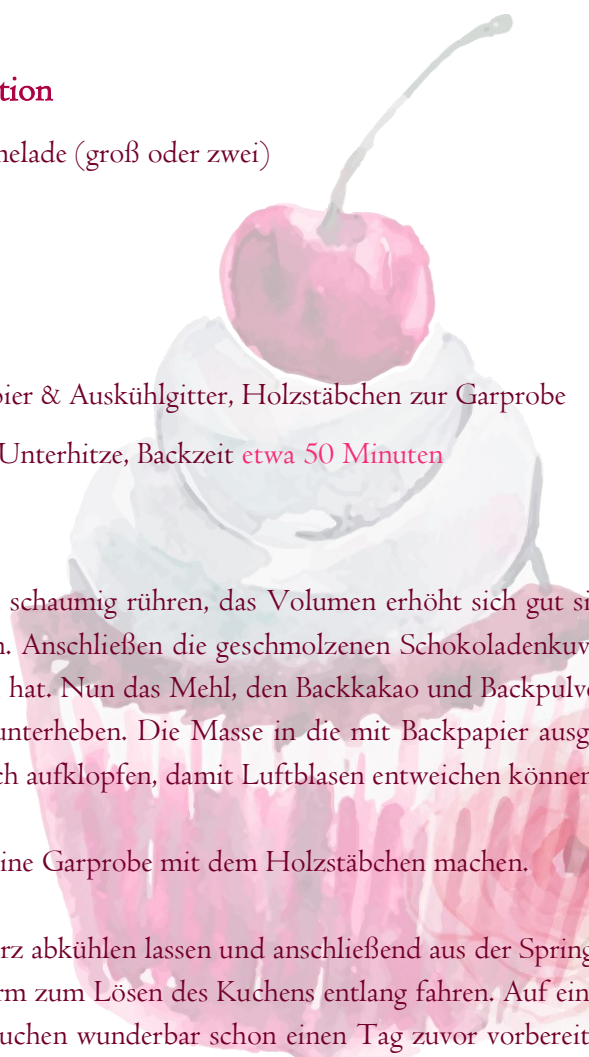 tion
nelade (groß oder zwei)
pier & Auskühlgitter, Holzstäbchen zur Garprobe
Unterhitze, Backzeit etwa 50 Minuten
schaumig rühren, das Volumen erhöht sich gut si
n. Anschließen die geschmolzenen Schokoladenkuv
hat. Nun das Mehl, den Backkakao und Backpulve
unterheben. Die Masse in die mit Backpapier ausg
ch aufklopfen, damit Luftblasen entweichen können
ine Garprobe mit dem Holzstäbchen machen.
rz abkühlen lassen und anschließend aus der Spring
rm zum Lösen des Kuchens entlang fahren. Auf ein
uchen wunderbar schon einen Tag zuvor vorbereit